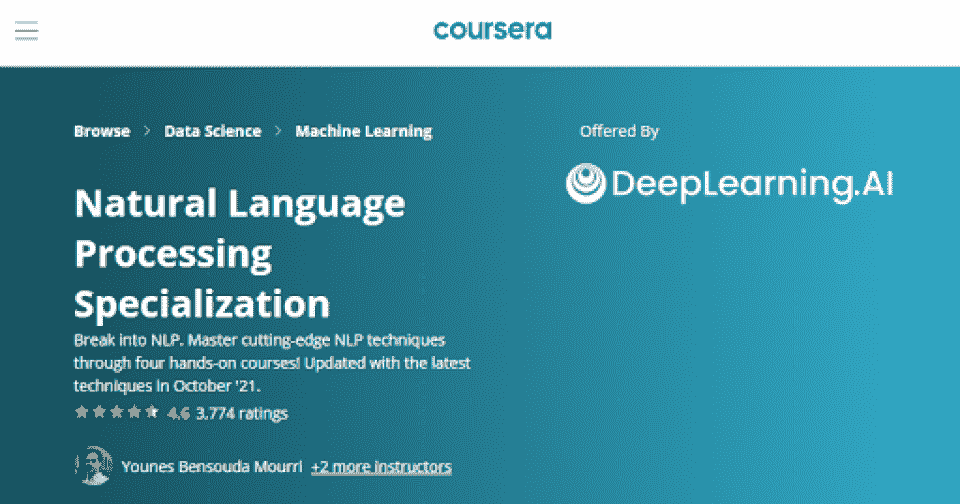 coursera
Browse > Data Science > Machine Learning
Offered By
DeepLearning.AI
Natural Language
Processing
Specialization
Break into NLP. Master cutting-edge NLP techniques
through four hands-on courses! Updated with the latest
techniques in October '21.
4.6 3,774 ratings
Younes Bensouda Mourri +2 more instructors